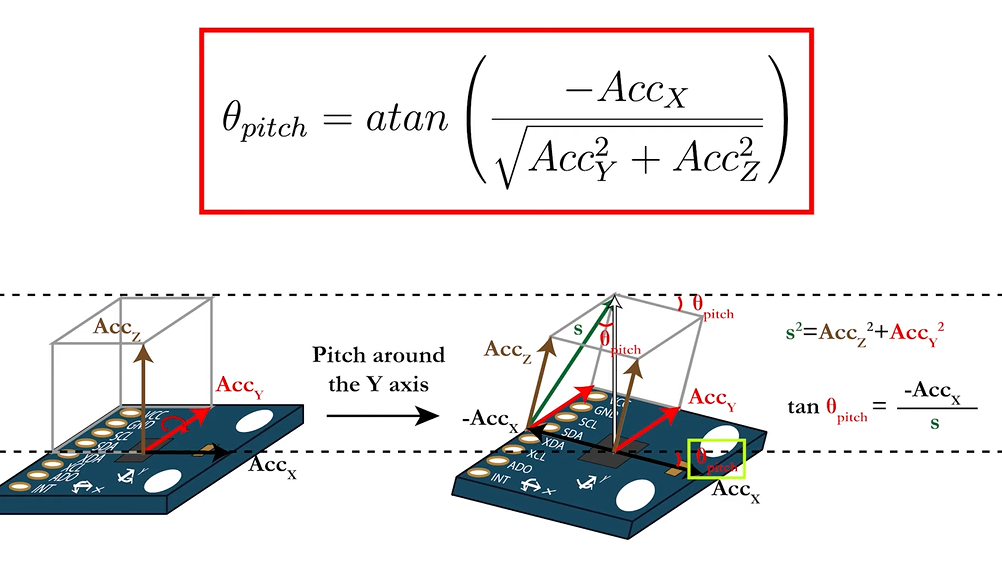 θpitch = atan ( -AccX / √(AccY² + AccZ²) )
AccZ
AccY
AccX
VCC
GND
SCL
SDA
XDA
XCL
ADO
INT
Y
X
Pitch around
the Y axis
s
θpitch
θpitch
AccZ
-AccX
AccY
θpitch
AccX
VCC
GND
SCL
SDA
XDA
XCL
ADO
INT
Y
X
s²=AccZ²+AccY²
tan θpitch = -AccX / s